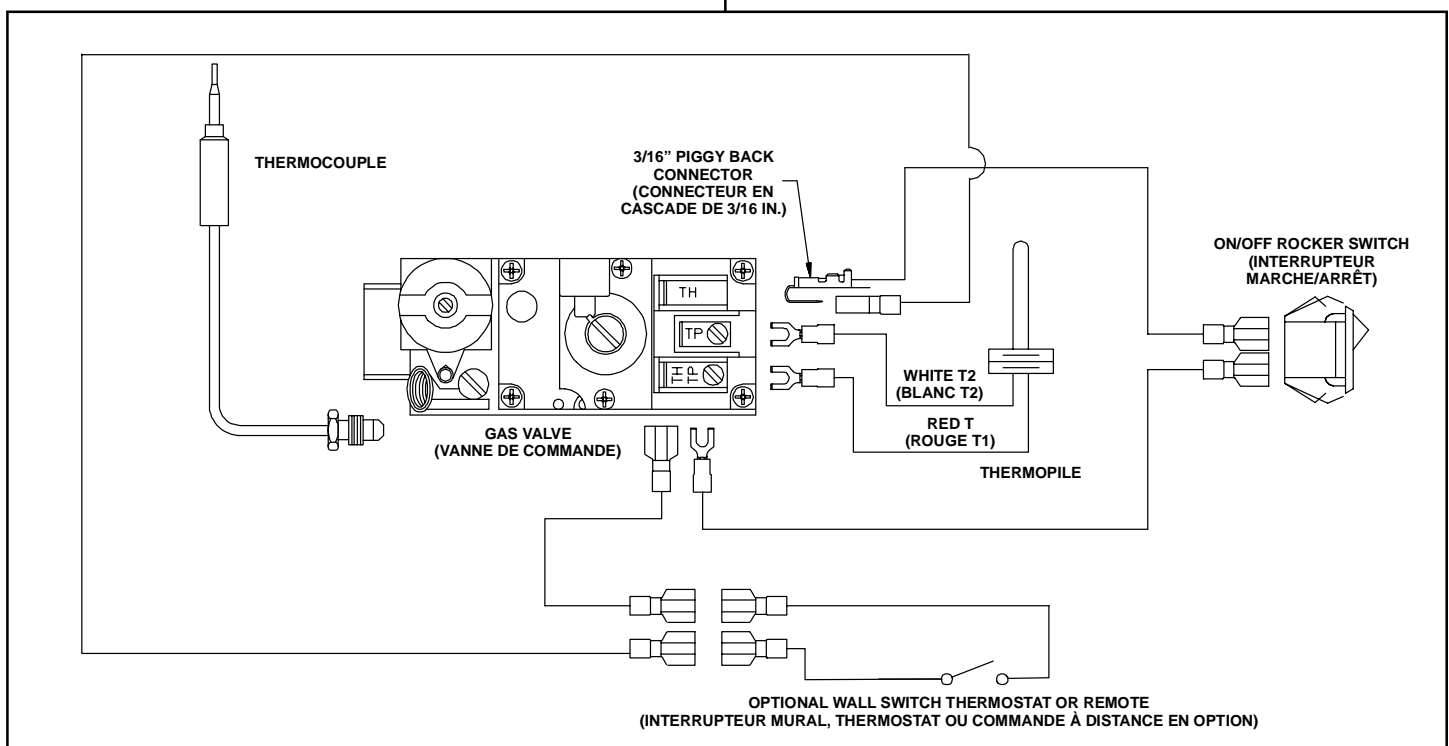 THERMOCOUPLE
3/16” PIGGY BACK
CONNECTOR
(CONNECTEUR EN
CASCADE DE 3/16 IN.)
ON/OFF ROCKER SWITCH
(INTERRUPTEUR
MARCHE/ARRÊT)
TH
TP
TH
TP
WHITE T2
(BLANC T2)
RED T
(ROUGE T1)
GAS VALVE
(VANNE DE COMMANDE)
THERMOPILE
OPTIONAL WALL SWITCH THERMOSTAT OR REMOTE
(INTERRUPTEUR MURAL, THERMOSTAT OU COMMANDE À DISTANCE EN OPTION)